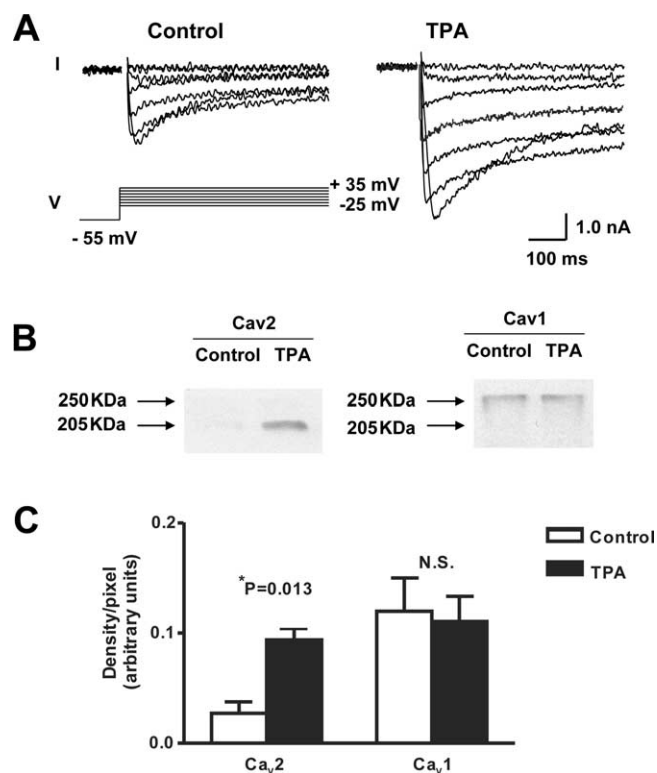 A
Control
TPA
I
V
+ 35 mV
-25 mV
- 55 mV
1.0 nA
100 ms
B
Cav2
Control TPA
250KDa
205KDa
Cav1
Control TPA
250KDa
205KDa
C
Density/pixel
(arbitrary units)
0.2
0.1
0.0
*P=0.013
N.S.
Control
TPA
Cav2
Cav1